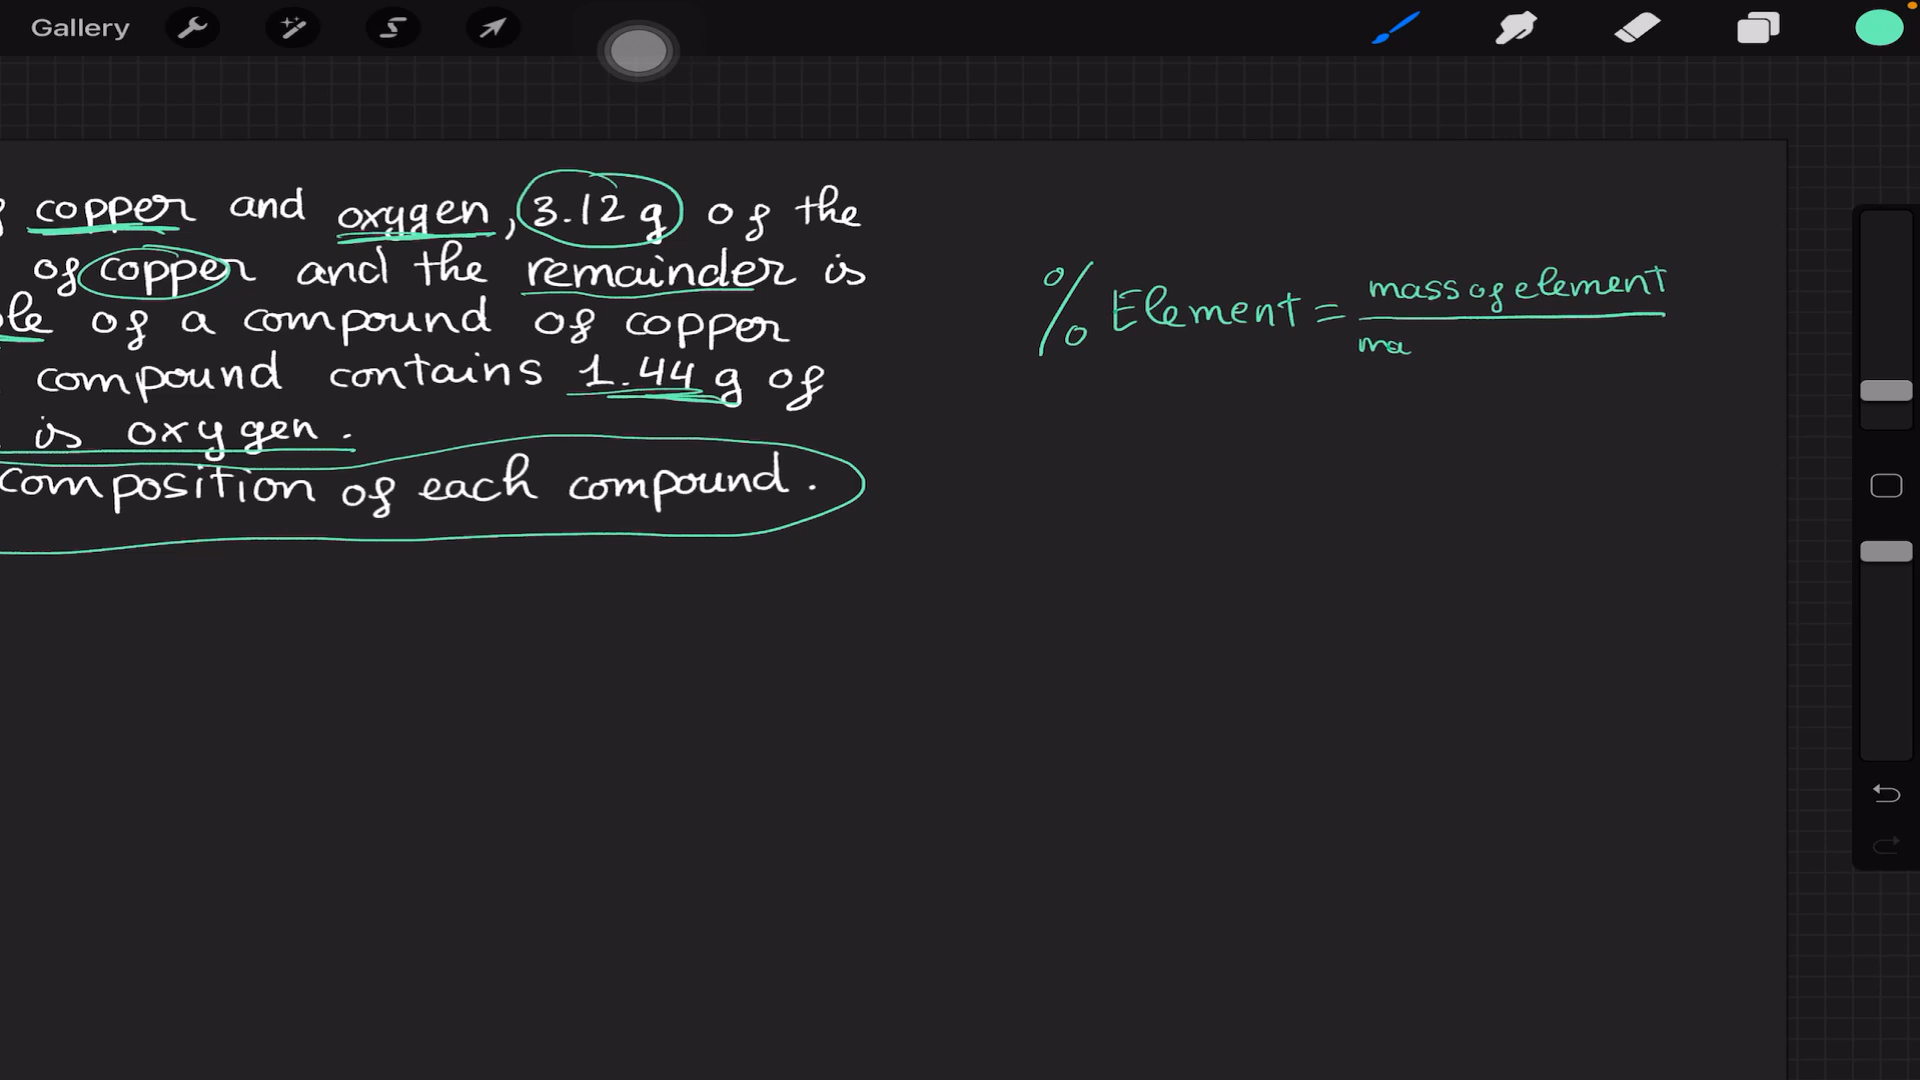 Gallery
copper and oxygen, 3.12 g of the
of copper and the remainder is
of a compound of copper
compound contains 1.44 g of
is oxygen.
composition of each compound.
% Element = mass of element
ma